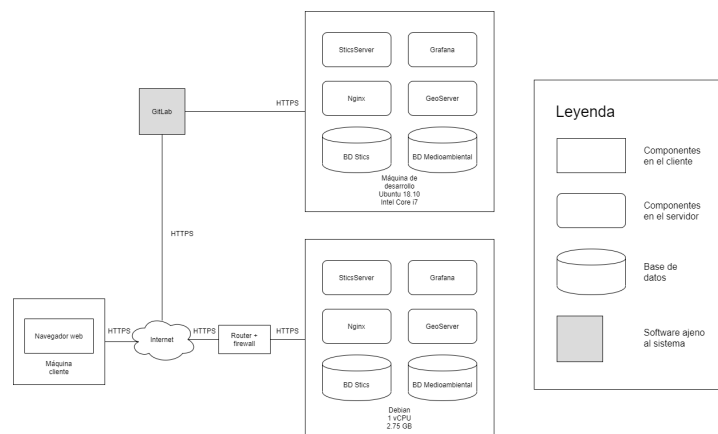 SticsServer
Grafana
Nginx
GeoServer
BD Stics
BD Medioambiental
Máquina de
desarrollo
Ubuntu 18.10
Intel Core i7
GitLab
HTTPS
HTTPS
SticsServer
Grafana
Nginx
GeoServer
BD Stics
BD Medioambiental
Debian
1 vCPU
2.75 GB
Navegador web
Máquina
cliente
HTTPS
Internet
HTTPS
Router +
firewall
HTTPS
Leyenda
Componentes
en el cliente
Componentes
en el servidor
Base de
datos
Software ajeno
al sistema